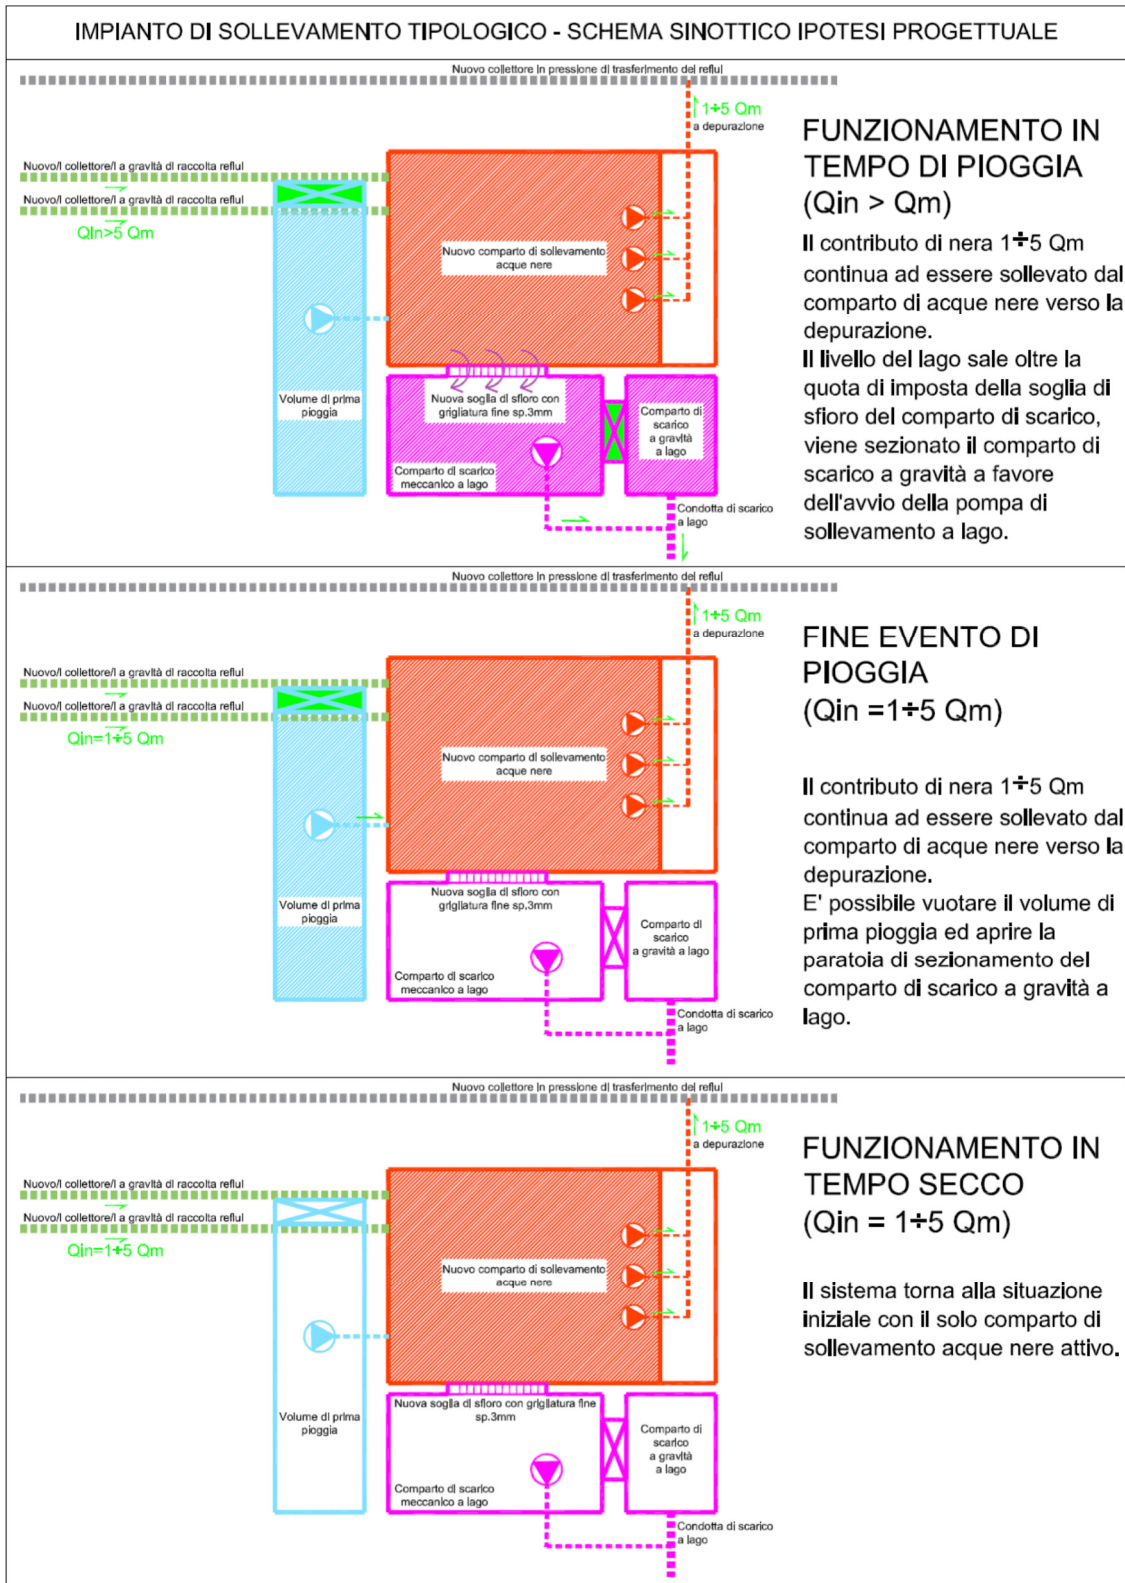 IMPIANTO DI SOLLEVAMENTO TIPOLOGICO - SCHEMA SINOTTICO IPOTESI PROGETTUALE
Nuovo collettore in pressione di trasferimento dei reflui
1÷5 Qm
a depurazione
Nuovo/i collettore/i a gravità di raccolta reflui
Nuovo/i collettore/i a gravità di raccolta reflui
Qin>5 Qm
Nuovo comparto di sollevamento
acque nere
Volume di prima
pioggia
Nuova soglia di sfioro con
grigliatura fine sp.3mm
Comparto di
scarico
a gravità
a lago
Comparto di scarico
meccanico a lago
Condotta di scarico
a lago
FUNZIONAMENTO IN
TEMPO DI PIOGGIA
(Qin > Qm)
Il contributo di nera 1÷5 Qm
continua ad essere sollevato dal
comparto di acque nere verso la
depurazione.
Il livello del lago sale oltre la
quota di imposta della soglia di
sfioro del comparto di scarico,
viene sezionato il comparto di
scarico a gravità a favore
dell'avvio della pompa di
sollevamento a lago.
Nuovo collettore in pressione di trasferimento dei reflui
1÷5 Qm
a depurazione
Nuovo/i collettore/i a gravità di raccolta reflui
Nuovo/i collettore/i a gravità di raccolta reflui
Qin=1÷5 Qm
Nuovo comparto di sollevamento
acque nere
Volume di prima
pioggia
Nuova soglia di sfioro con
grigliatura fine sp.3mm
Comparto di
scarico
a gravità a lago
Comparto di scarico
meccanico a lago
Condotta di scarico
a lago
FINE EVENTO DI
PIOGGIA
(Qin =1÷5 Qm)
Il contributo di nera 1÷5 Qm
continua ad essere sollevato dal
comparto di acque nere verso la
depurazione.
E' possibile vuotare il volume di
prima pioggia ed aprire la
paratoia di sezionamento del
comparto di scarico a gravità a
lago.
Nuovo collettore in pressione di trasferimento dei reflui
1÷5 Qm
a depurazione
Nuovo/i collettore/i a gravità di raccolta reflui
Nuovo/i collettore/i a gravità di raccolta reflui
Qin=1÷5 Qm
Nuovo comparto di sollevamento
acque nere
Volume di prima
pioggia
Nuova soglia di sfioro con grigliatura fine
sp.3mm
Comparto di
scarico
a gravità
a lago
Comparto di scarico
meccanico a lago
Condotta di scarico
a lago
FUNZIONAMENTO IN
TEMPO SECCO
(Qin = 1÷5 Qm)
Il sistema torna alla situazione
iniziale con il solo comparto di
sollevamento acque nere attivo.